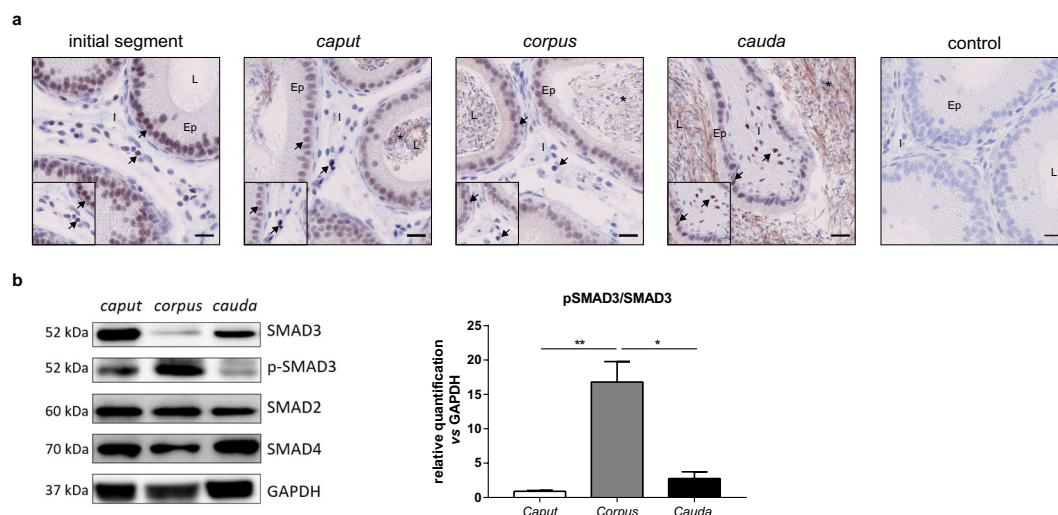 a
initial segment
caput
corpus
cauda
control
L
I
Ep
Ep
I
*
L
L
Ep
*
I
L
Ep
I
*
Ep
I
L
b
caput corpus cauda
52 kDa SMAD3
52 kDa p-SMAD3
60 kDa SMAD2
70 kDa SMAD4
37 kDa GAPDH
pSMAD3/SMAD3
relative quantification
vs GAPDH
25
20
15
10
5
0
** *
Caput Corpus Cauda